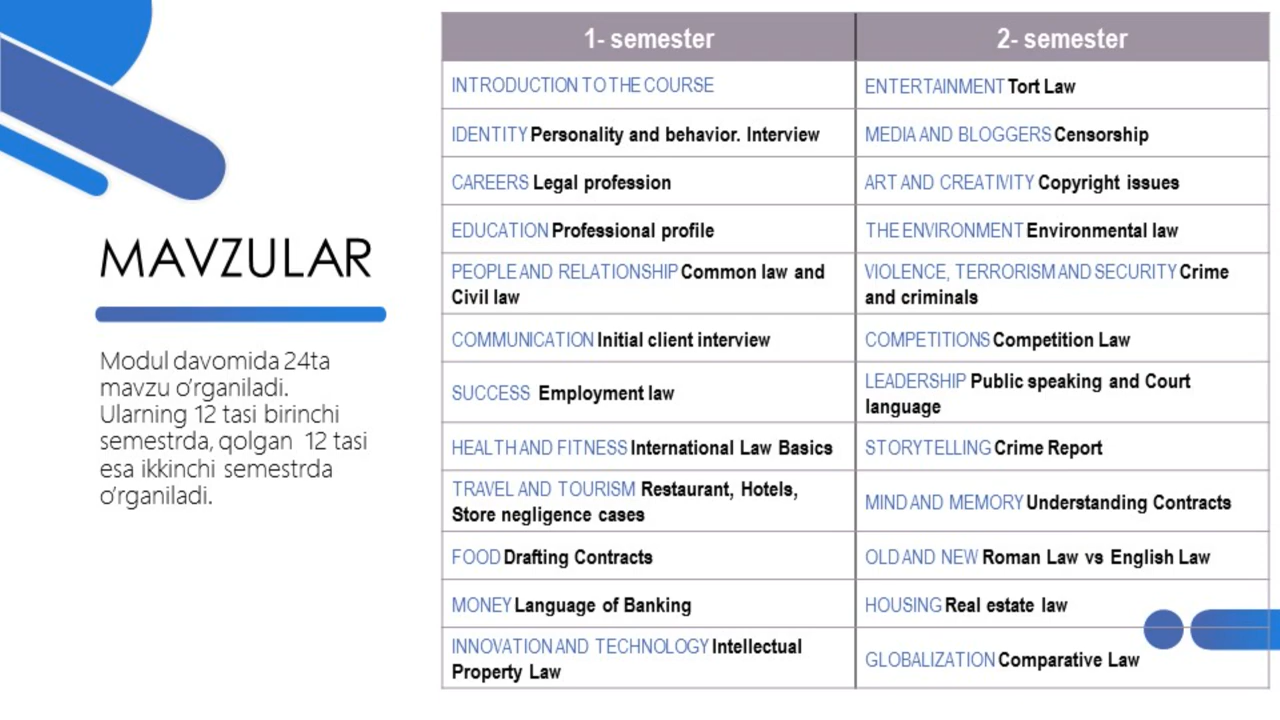 MAVZULAR
Modul davomida 24ta
mavzu o'rganiladi.
Ularning 12 tasi birinchi
semestrda, qolgan 12 tasi
esa ikkinchi semestrda
o'rganiladi.
1- semester
2- semester
INTRODUCTION TO THE COURSE
ENTERTAINMENT Tort Law
IDENTITY Personality and behavior. Interview
MEDIA AND BLOGGERS Censorship
CAREERS Legal profession
ART AND CREATIVITY Copyright issues
EDUCATION Professional profile
THE ENVIRONMENT Environmental law
PEOPLE AND RELATIONSHIP Common law and
Civil law
VIOLENCE, TERRORISM AND SECURITY Crime
and criminals
COMMUNICATION Initial client interview
COMPETITIONS Competition Law
SUCCESS Employment law
LEADERSHIP Public speaking and Court
language
HEALTH AND FITNESS International Law Basics
STORYTELLING Crime Report
TRAVEL AND TOURISM Restaurant, Hotels,
Store negligence cases
MIND AND MEMORY Understanding Contracts
FOOD Drafting Contracts
OLD AND NEW Roman Law vs English Law
MONEY Language of Banking
HOUSING Real estate law
INNOVATION AND TECHNOLOGY Intellectual
Property Law
GLOBALIZATION Comparative Law